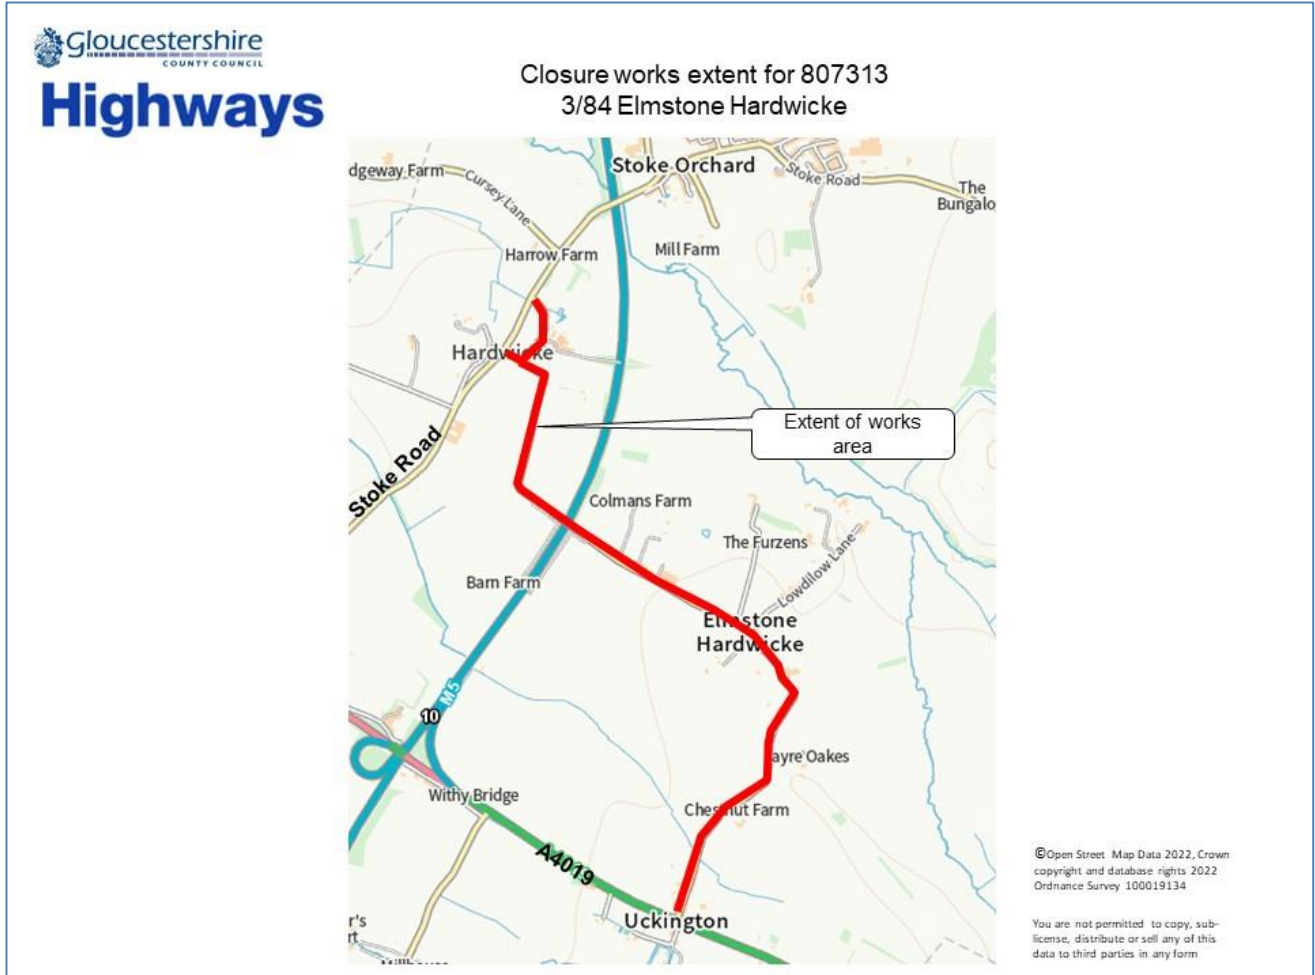 Gloucestershire
COUNTY COUNCIL
Highways
Closure works extent for 807313
3/84 Elmstone Hardwicke
dgeway Farm
Cursey Lane
Stoke Orchard
Stoke Road
The
Bungalo
Harrow Farm
Mill Farm
Hardwicke
Extent of works
area
Stoke Road
Colmans Farm
The Furzens
Lowdilow Lane
Barn Farm
Elmstone
Hardwicke
M5
10
ayre Oakes
Withy Bridge
Chestnut Farm
A4019
Uckington
r's
rt
©Open Street Map Data 2022, Crown
copyright and database rights 2022
Ordnance Survey 100019134
You are not permitted to copy, sub-
license, distribute or sell any of this
data to third parties in any form